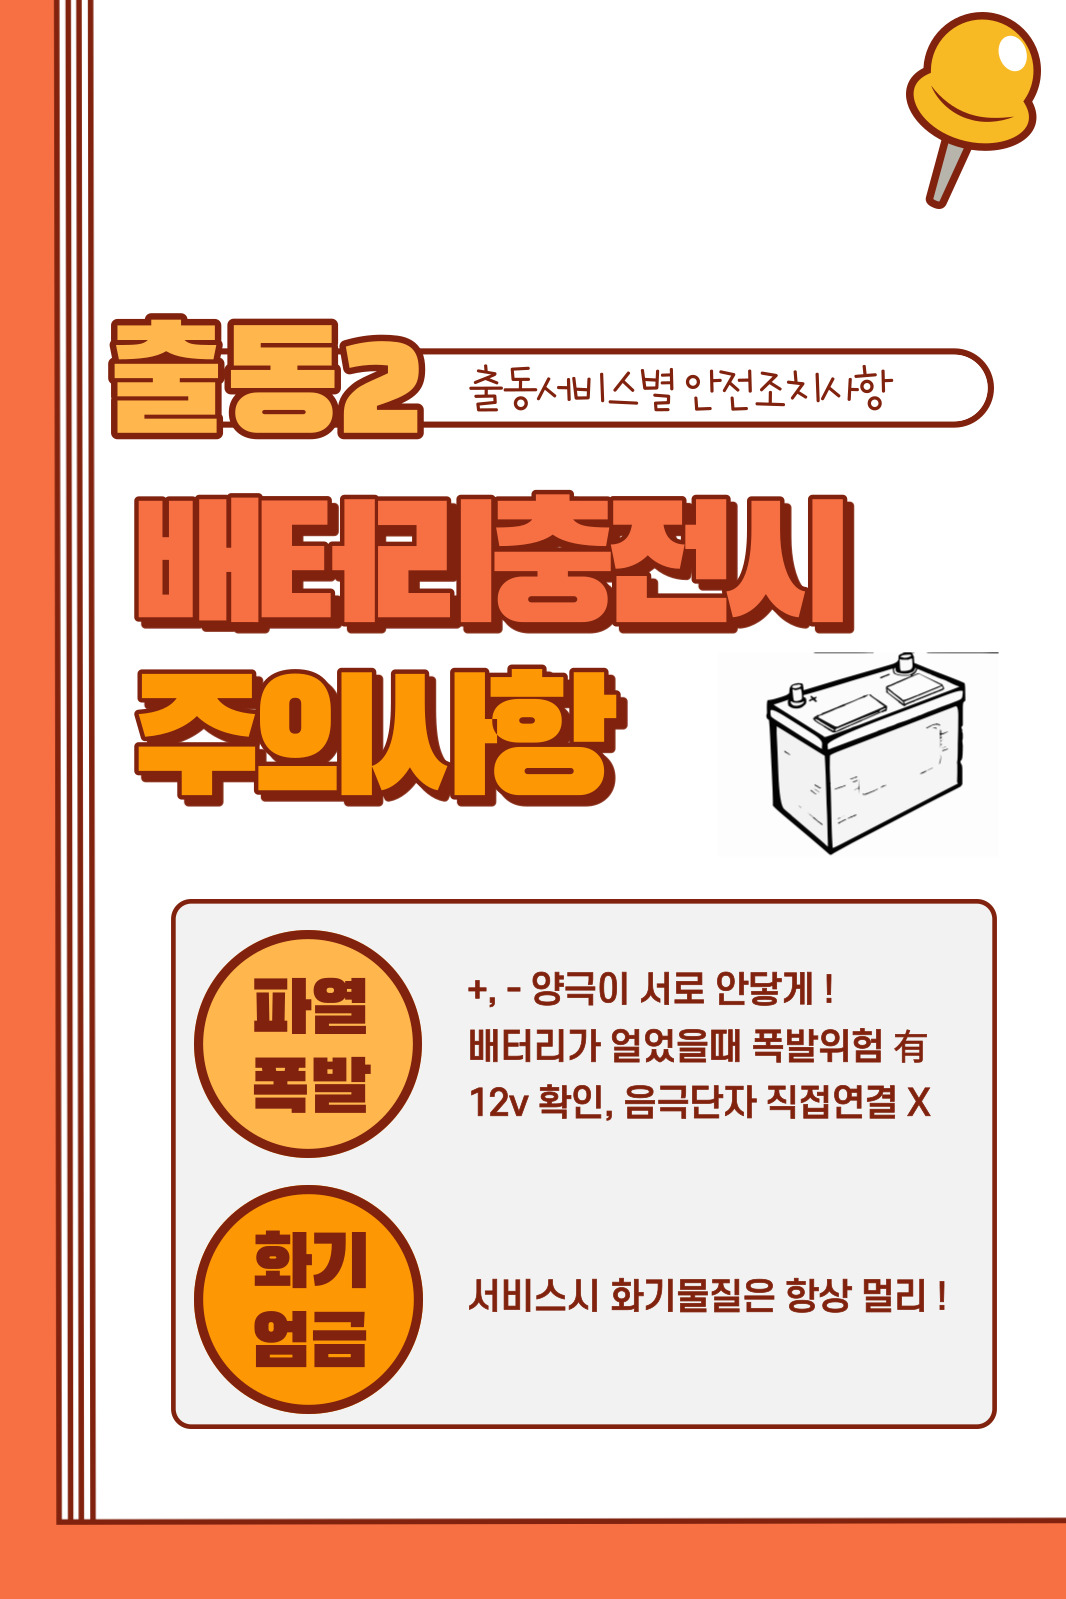 출동2
출동서비스별 안전조치사항
배터리충전시
주의사항
파열
폭발
+, - 양극이 서로 안닿게 !
배터리가 얼었을때 폭발위험 有
12v 확인, 음극단자 직접연결 X
화기
엄금
서비스시 화기물질은 항상 멀리 !